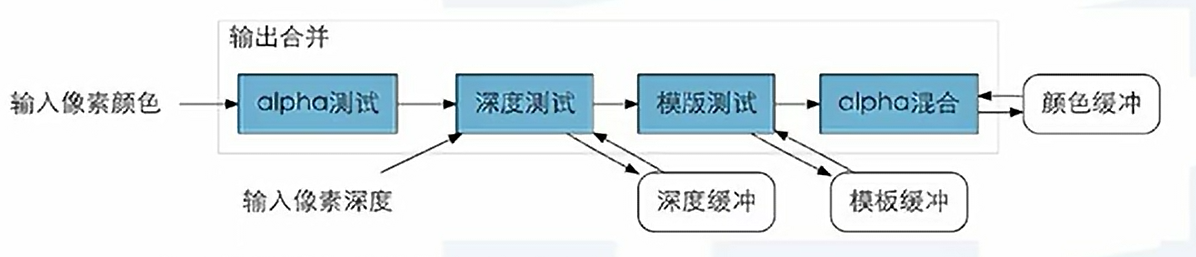 输出合并
输入像素颜色
alpha测试
深度测试
模版测试
alpha混合
颜色缓冲
输入像素深度
深度缓冲
模板缓冲